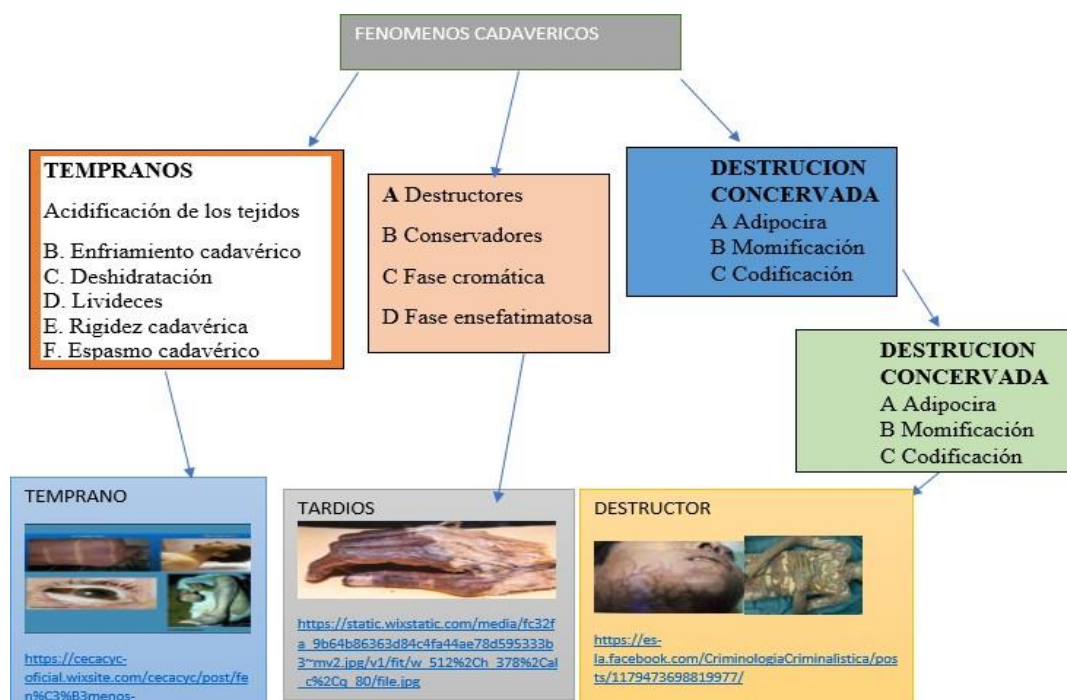 FENOMENOS CADAVERICOS
TEMPRANOS
Acidificación de los tejidos
B. Enfriamiento cadavérico
C. Deshidratación
D. Livideces
E. Rigidez cadavérica
F. Espasmo cadavérico
A Destructores
B Conservadores
C Fase cromática
D Fase ensefatimatosa
DESTRUCION
CONCERVADA
A Adipocira
B Momificación
C Codificación
DESTRUCION
CONCERVADA
A Adipocira
B Momificación
C Codificación
TEMPRANO
https://cecacyc-
oficial.wixsite.com/cecacyc/post/fe
n%C3%B3menos-
TARDIOS
https://static.wixstatic.com/media/fc32f
a_9b64b86363d84c4fa44ae78d595333b
3~mv2.jpg/v1/fit/w_512%2Ch_378%2Cal
_c%2Cq_80/file.jpg
DESTRUCTOR
https://es-
la.facebook.com/CriminologiaCriminalistica/pos
ts/1179473698819977/